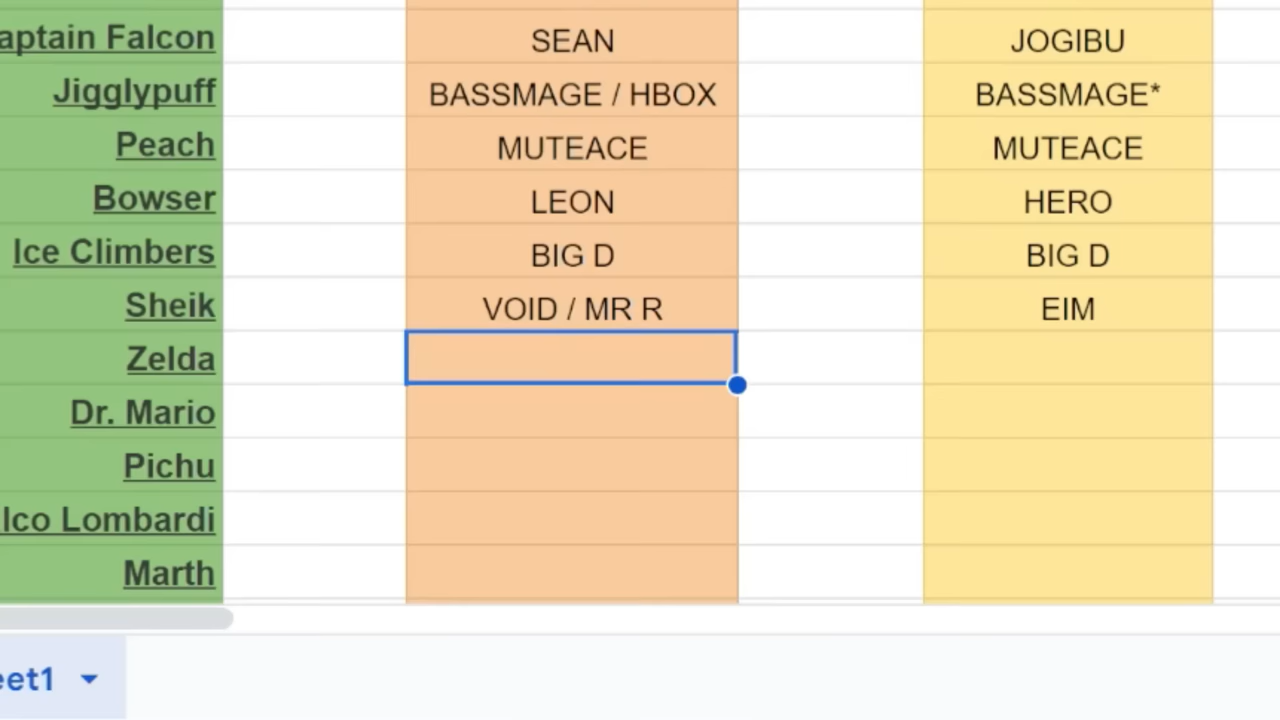 aptain Falcon SEAN JOGIBU
Jigglypuff BASSMAGE / HBOX BASSMAGE*
Peach MUTEACE MUTEACE
Bowser LEON HERO
Ice Climbers BIG D BIG D
Sheik VOID / MR R EIM
Zelda
Dr. Mario
Pichu
lco Lombardi
Marth
eet1